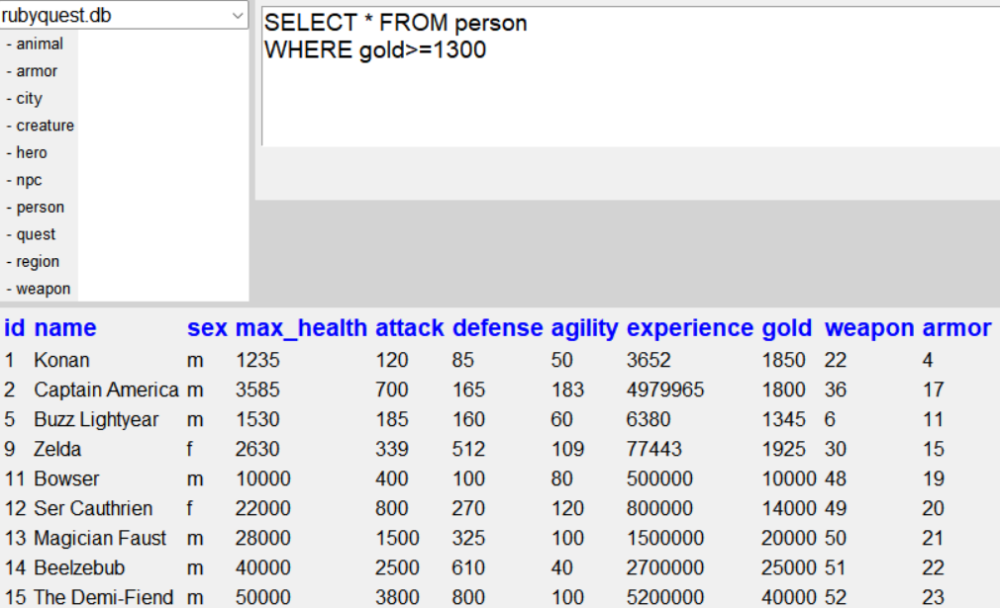 rubyquest.db
- animal
- armor
- city
- creature
- hero
- npc
- person
- quest
- region
- weapon
SELECT * FROM person
WHERE gold>=1300
id name sex max_health attack defense agility experience gold weapon armor
1 Konan m 1235 120 85 50 3652 1850 22 4
2 Captain America m 3585 700 165 183 4979965 1800 36 17
5 Buzz Lightyear m 1530 185 160 60 6380 1345 6 11
9 Zelda f 2630 339 512 109 77443 1925 30 15
11 Bowser m 10000 400 100 80 500000 10000 48 19
12 Ser Cauthrien f 22000 800 270 120 800000 14000 49 20
13 Magician Faust m 28000 1500 325 100 1500000 20000 50 21
14 Beelzebub m 40000 2500 610 40 2700000 25000 51 22
15 The Demi-Fiend m 50000 3800 800 100 5200000 40000 52 23